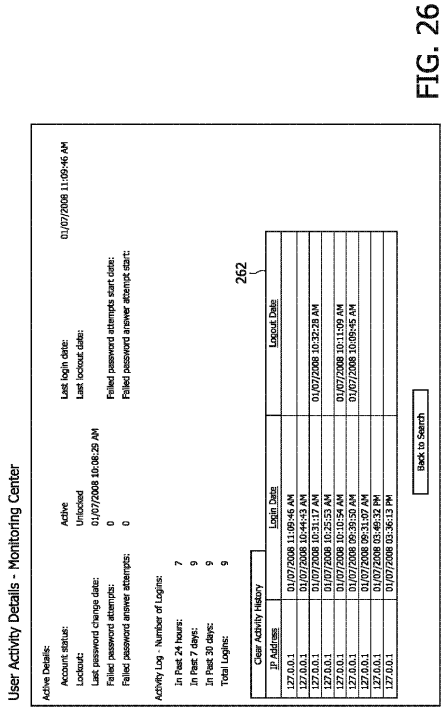 User Activity Details - Monitoring Center
Active Details:
Account status: Active Last login date: 01/07/2008 11:09:46 AM
Lockout: Unlocked Last lockout date:
Last password change date: 01/07/2008 10:08:29 AM
Failed password attempts: 0 Failed password attempts start date:
Failed password answer attempts: 0 Failed password answer attempt start:
Activity Log - Number of Logins:
In Past 24 hours: 7
In Past 7 days: 9
In Past 30 days: 9
Total Logins: 9
262
Clear Activity History
IP Address Login Date Logout Date
127.0.0.1 01/07/2008 11:09:46 AM
127.0.0.1 01/07/2008 10:44:43 AM
127.0.0.1 01/07/2008 10:31:17 AM 01/07/2008 10:32:28 AM
127.0.0.1 01/07/2008 10:25:53 AM
127.0.0.1 01/07/2008 10:10:54 AM 01/07/2008 10:11:09 AM
127.0.0.1 01/07/2008 09:39:50 AM 01/07/2008 10:09:45 AM
127.0.0.1 01/07/2008 09:31:07 AM
127.0.0.1 01/07/2008 03:49:32 PM
127.0.0.1 01/07/2008 03:36:13 PM
Back to Search
FIG. 26